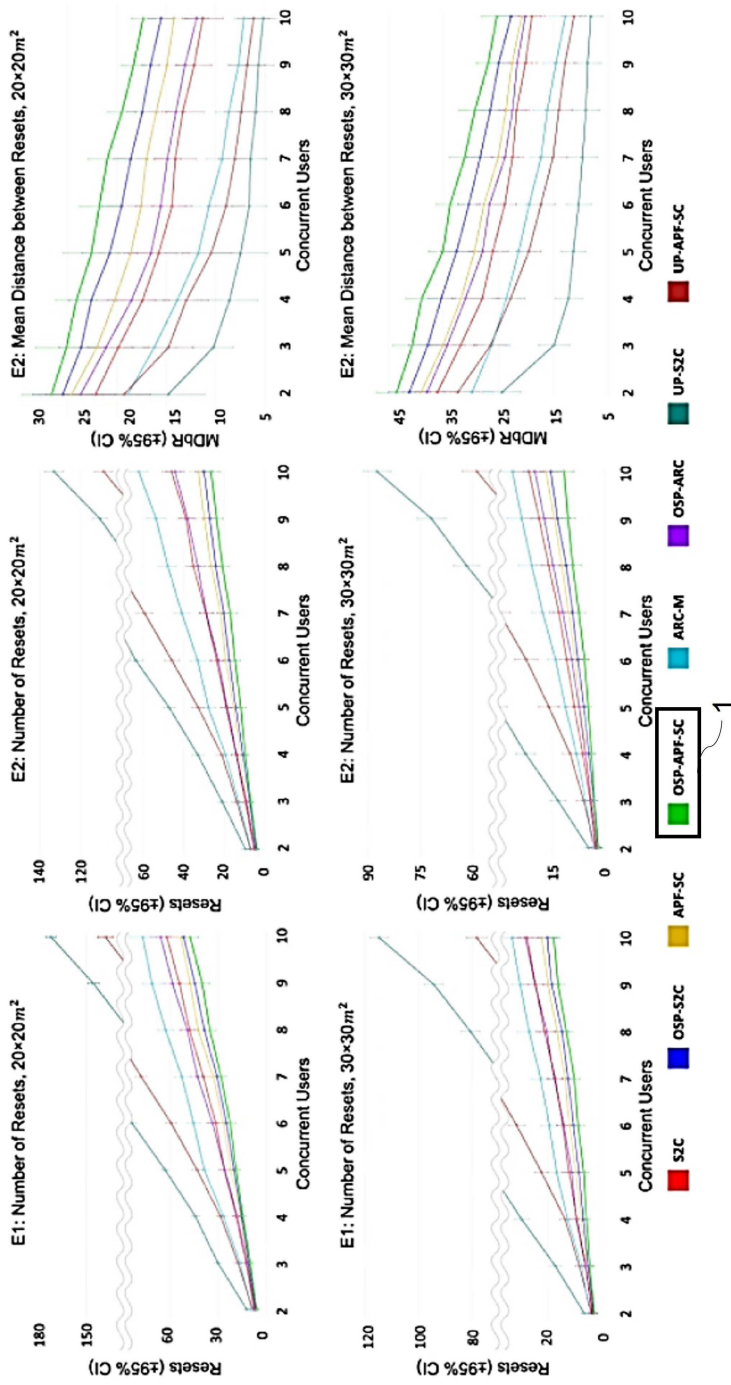 E1: Number of Resets, 20×20m²
Resets (±95% CI)
180
150
60
30
0
2 3 4 5 6 7 8 9 10
Concurrent Users
E2: Number of Resets, 20×20m²
Resets (±95% CI)
140
100
60
40
20
0
2 3 4 5 6 7 8 9 10
Concurrent Users
E2: Mean Distance between Resets, 20×20m²
MDbR (±95% CI)
30
25
20
15
10
5
2 3 4 5 6 7 8 9 10
Concurrent Users
E1: Number of Resets, 30×30m²
Resets (±95% CI)
120
100
80
20
0
2 3 4 5 6 7 8 9 10
Concurrent Users
E2: Number of Resets, 30×30m²
Resets (±95% CI)
90
75
60
15
0
2 3 4 5 6 7 8 9 10
Concurrent Users
E2: Mean Distance between Resets, 30×30m²
MDbR (±95% CI)
45
35
25
15
5
2 3 4 5 6 7 8 9 10
Concurrent Users
S2C OSP-S2C APF-SC OSP-APF-SC ARC-M OSP-ARC UP-S2C UP-APF-SC
1